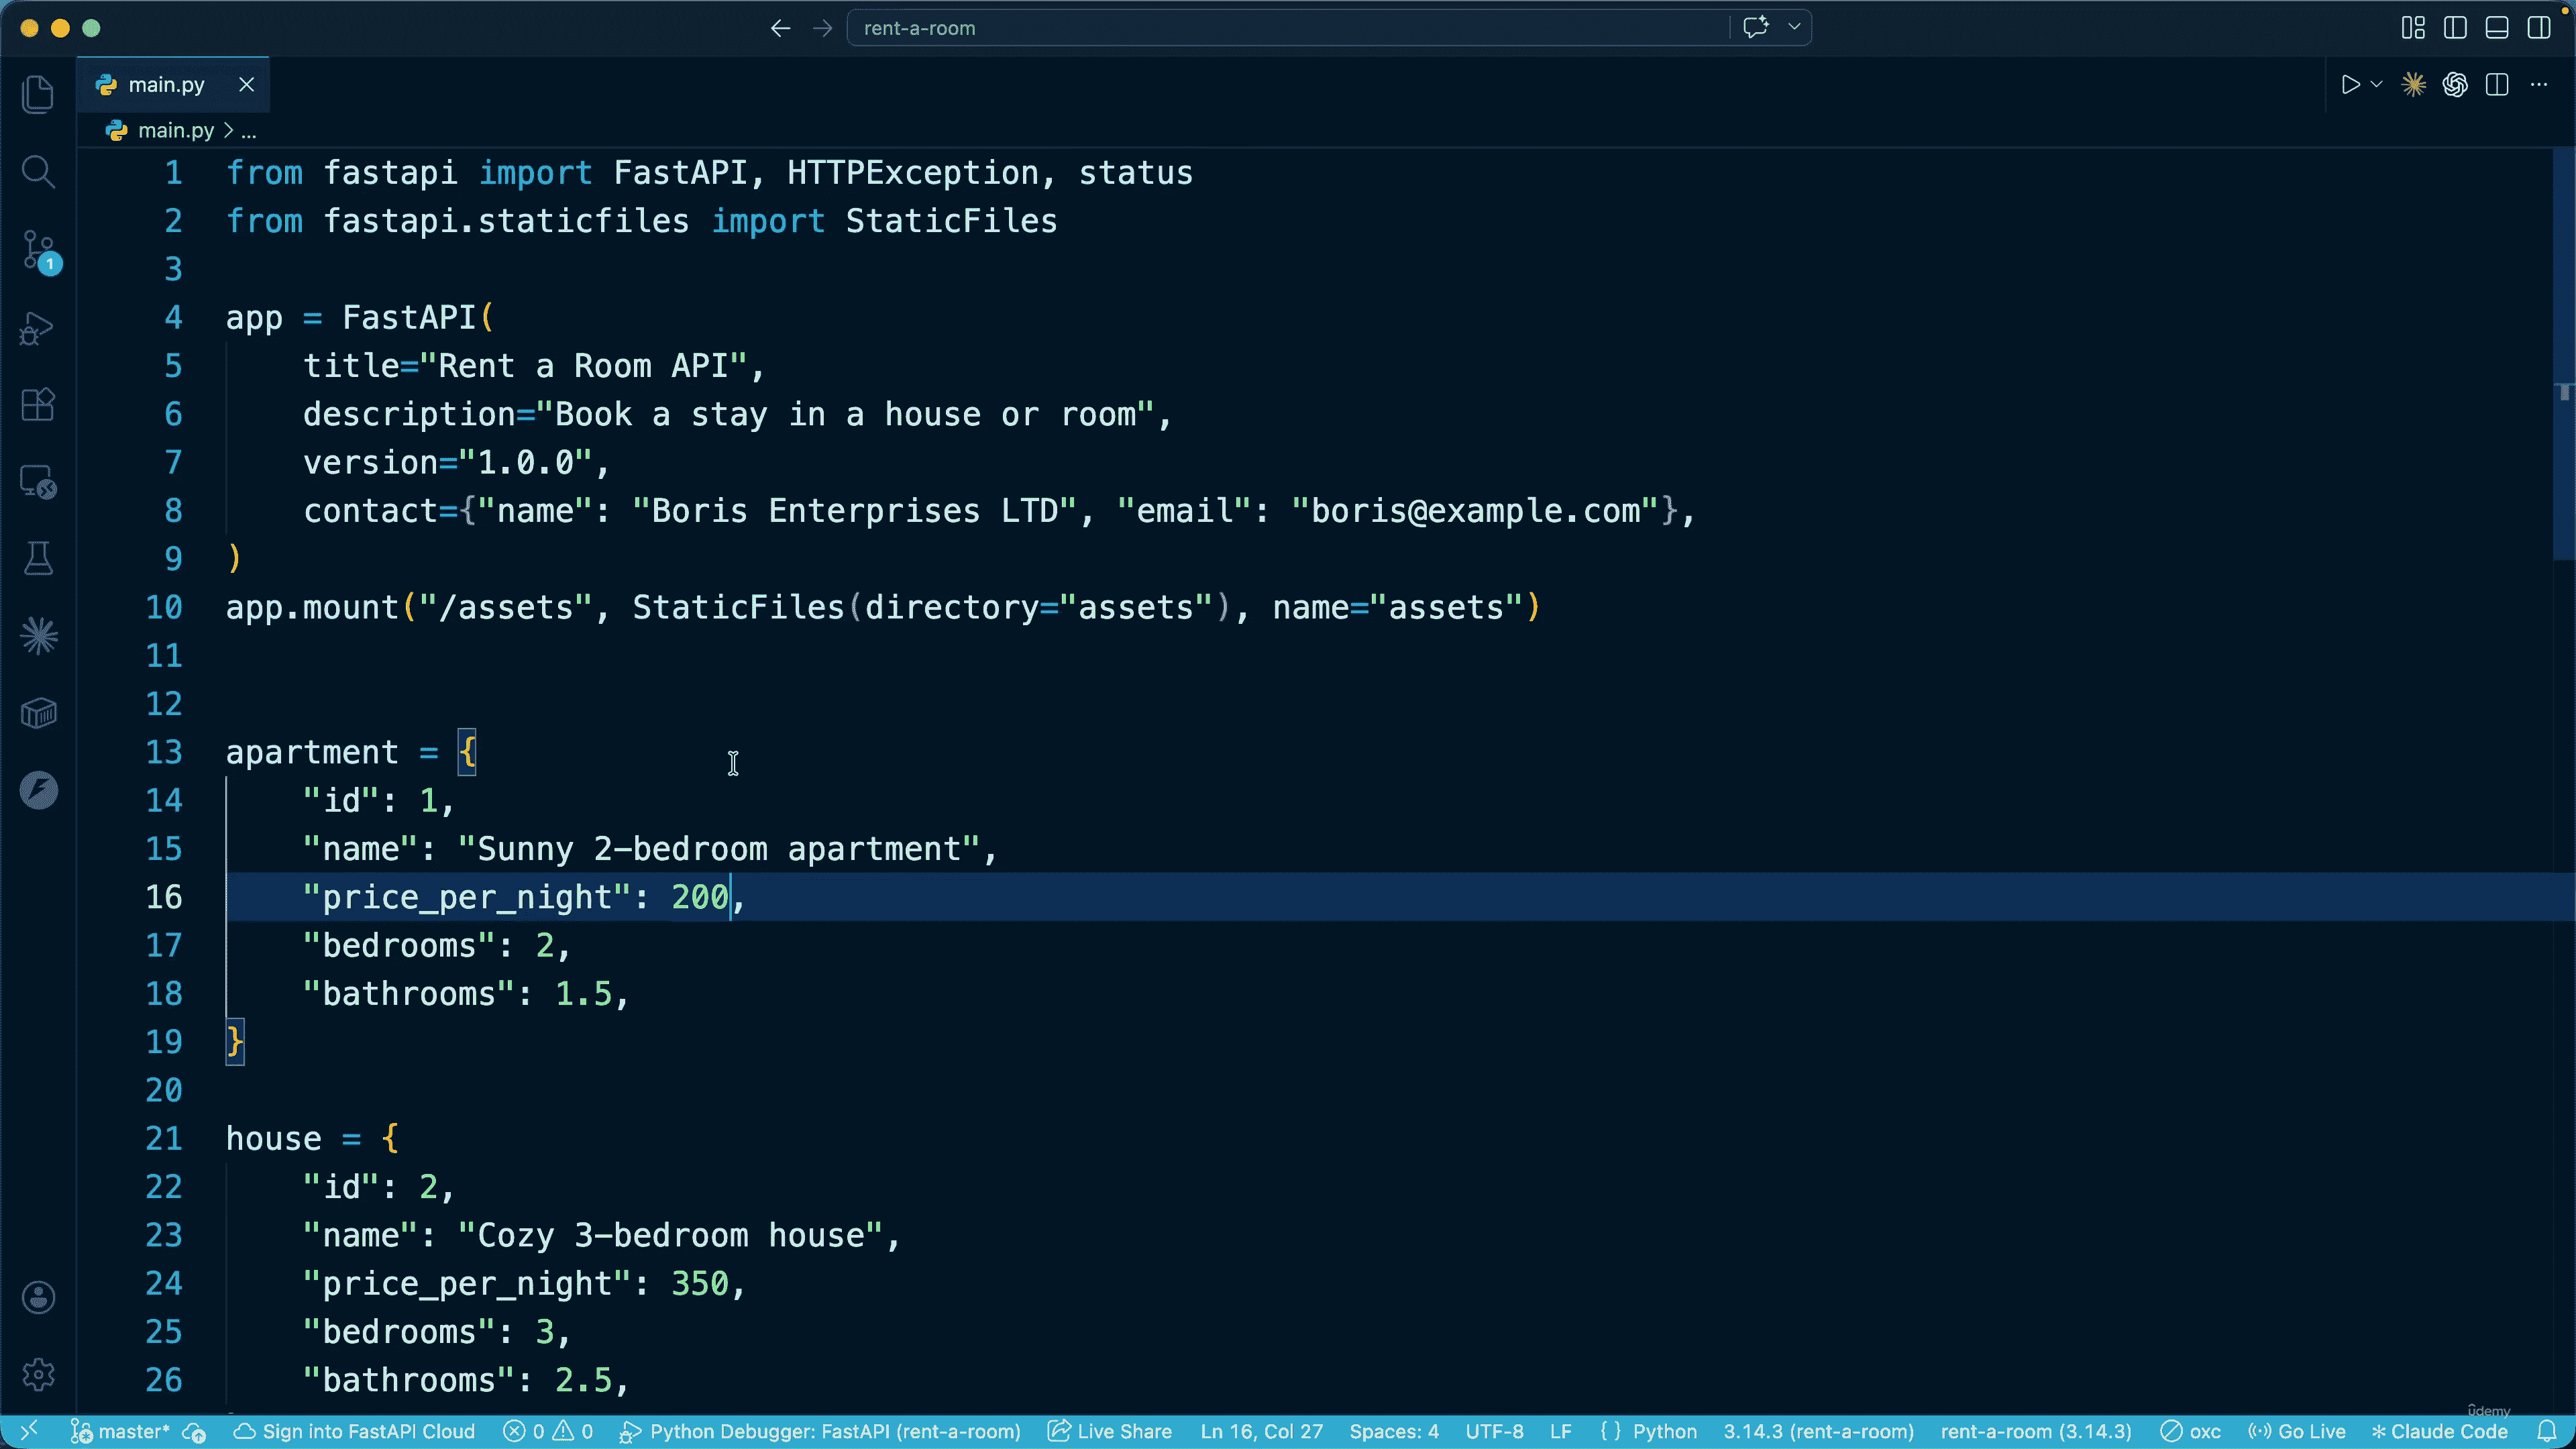 rent-a-room
main.py
main.py > ...
1 from fastapi import FastAPI, HTTPException, status
2 from fastapi.staticfiles import StaticFiles
3
4 app = FastAPI(
5     title="Rent a Room API",
6     description="Book a stay in a house or room",
7     version="1.0.0",
8     contact={"name": "Boris Enterprises LTD", "email": "boris@example.com"},
9 )
10 app.mount("/assets", StaticFiles(directory="assets"), name="assets")
11
12
13 apartment = {
14     "id": 1,
15     "name": "Sunny 2-bedroom apartment",
16     "price_per_night": 200,
17     "bedrooms": 2,
18     "bathrooms": 1.5,
19 }
20
21 house = {
22     "id": 2,
23     "name": "Cozy 3-bedroom house",
24     "price_per_night": 350,
25     "bedrooms": 3,
26     "bathrooms": 2.5,
1
udemy
master* Sign into FastAPI Cloud 0 0 Python Debugger: FastAPI (rent-a-room) Live Share Ln 16, Col 27 Spaces: 4 UTF-8 LF { } Python 3.14.3 (rent-a-room) rent-a-room (3.14.3) oxc Go Live Claude Code